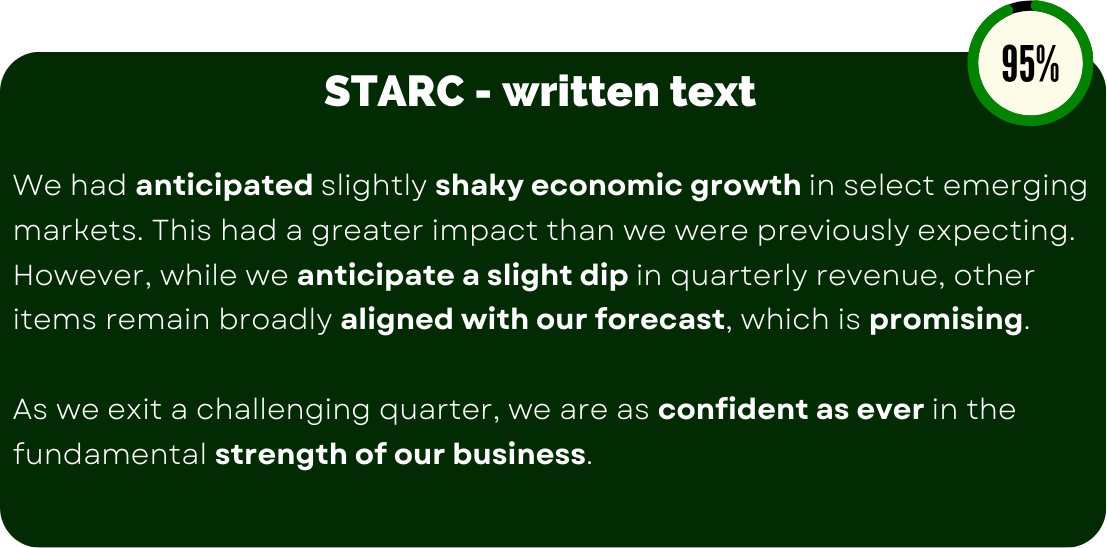 95%
STARC - written text
We had anticipated slightly shaky economic growth in select emerging
markets. This had a greater impact than we were previously expecting.
However, while we anticipate a slight dip in quarterly revenue, other
items remain broadly aligned with our forecast, which is promising.
As we exit a challenging quarter, we are as confident as ever in the
fundamental strength of our business.